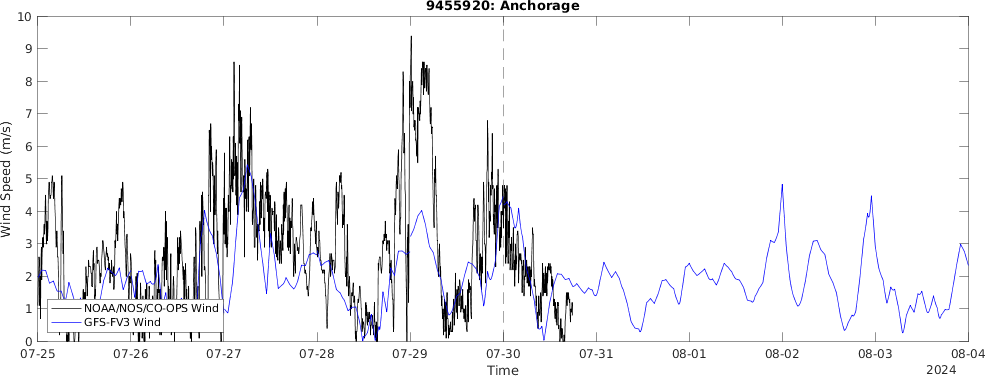 9455920: Anchorage
Wind Speed (m/s)
10
9
8
7
6
5
4
3
2
1
0
NOAA/NOS/CO-OPS Wind
GFS-FV3 Wind
07-25 07-26 07-27 07-28 07-29 07-30 07-31 08-01 08-02 08-03 08-04
Time
2024